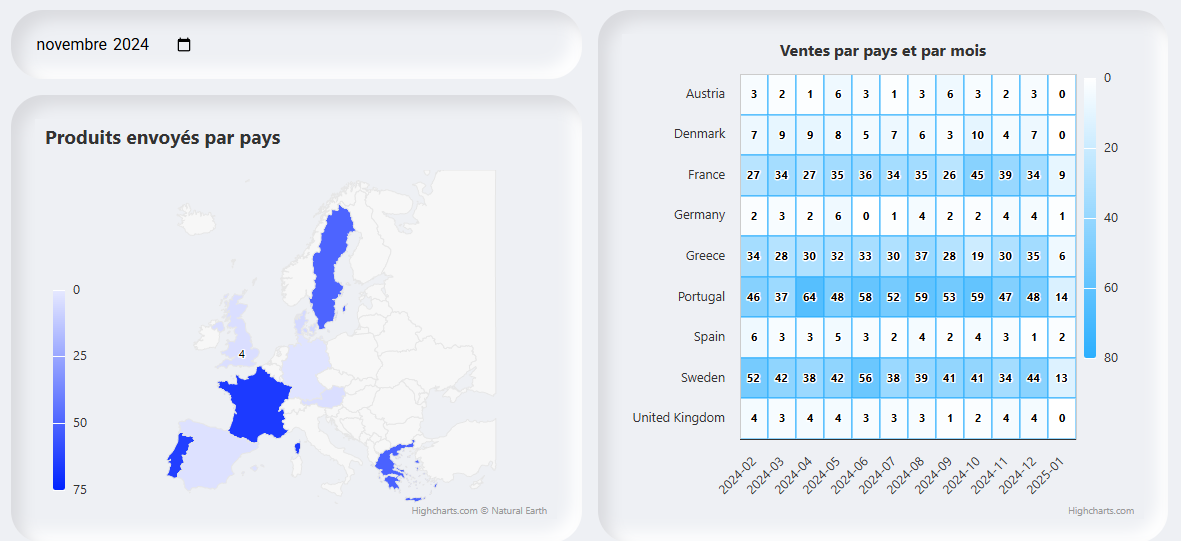 novembre 2024
Produits envoyés par pays
0
25
50
75
4
Highcharts.com © Natural Earth
Ventes par pays et par mois
Austria 3 2 1 6 3 1 3 6 3 2 3 0
Denmark 7 9 9 8 5 7 6 3 10 4 7 0
France 27 34 27 35 36 34 35 26 45 39 34 9
Germany 2 3 2 6 0 1 4 2 2 4 4 1
Greece 34 28 30 32 33 30 37 28 19 30 35 6
Portugal 46 37 64 48 58 52 59 53 59 47 48 14
Spain 6 3 3 5 3 2 4 2 4 3 1 2
Sweden 52 42 38 42 56 38 39 41 41 34 44 13
United Kingdom 4 3 4 4 3 3 3 1 2 4 4 0
2024-02 2024-03 2024-04 2024-05 2024-06 2024-07 2024-08 2024-09 2024-10 2024-11 2024-12 2025-01
0
20
40
60
80
Highcharts.com